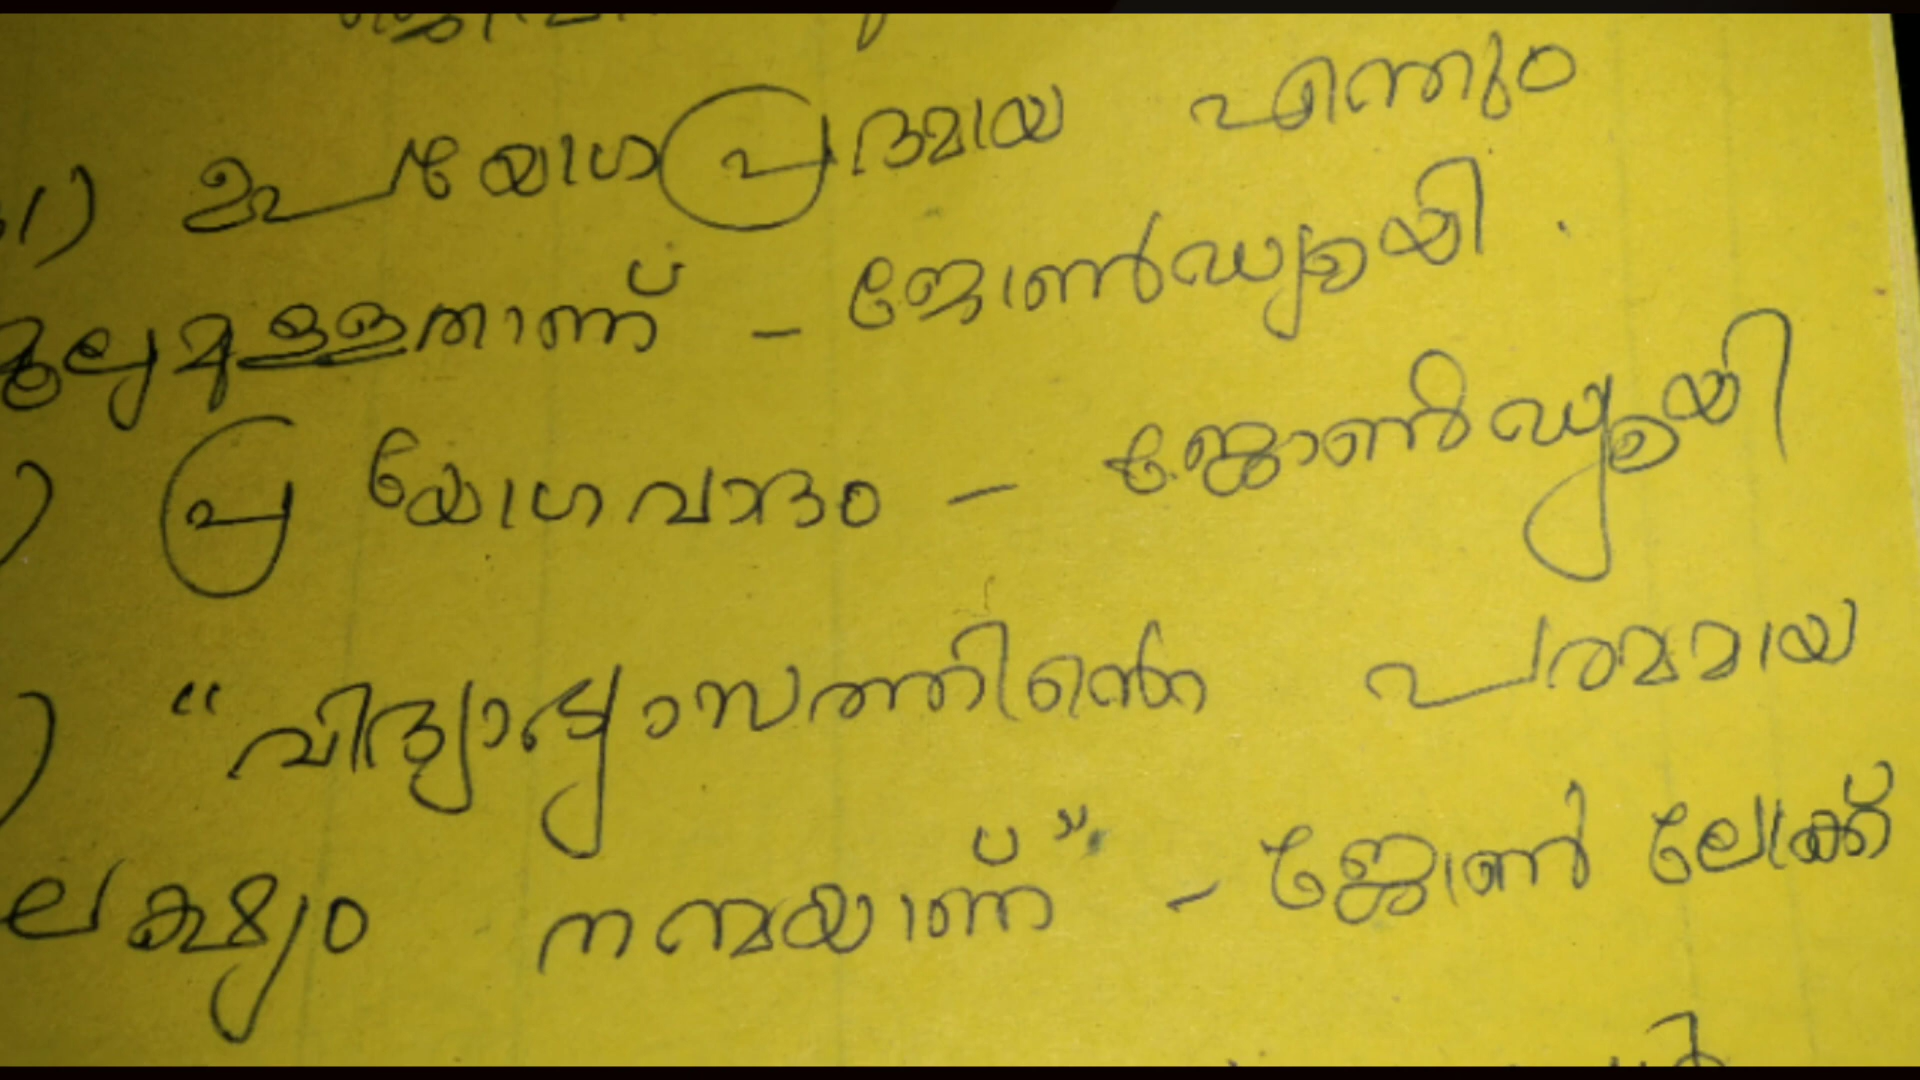 ഉപയോഗപ്രദമായ എന്തും
മൂല്യമുള്ളതാണ് - ജോൺഡ്യൂയി.
പ്രയോഗവാദം - ജോൺഡ്യൂയി
"വിദ്യാഭ്യാസത്തിന്റെ പരമമായ
ലക്ഷ്യം നന്മയാണ്" - ജോൺ ലോക്ക്